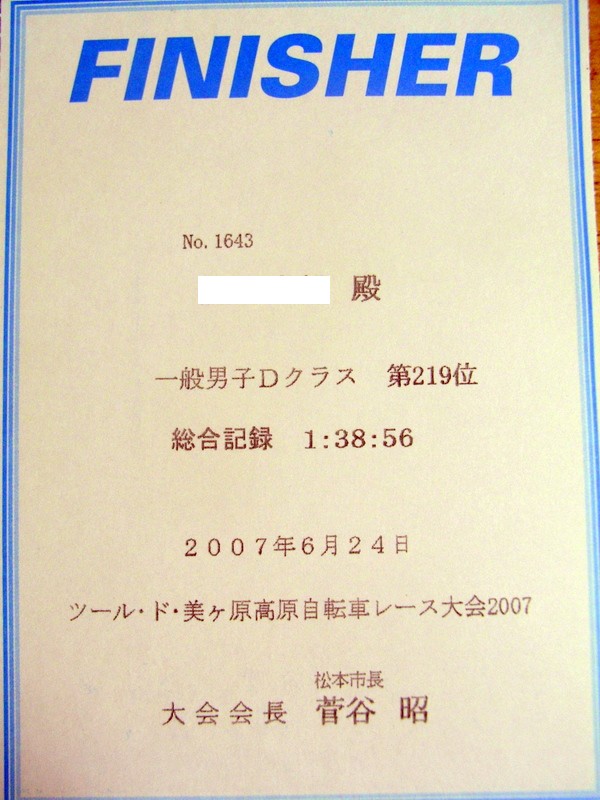 FINISHER
No. 1643
殿
一般男子Dクラス 第219位
総合記録 1:38:56
2007年6月24日
ツール・ド・美ヶ原高原自転車レース大会2007
松本市長
大会会長 菅谷 昭